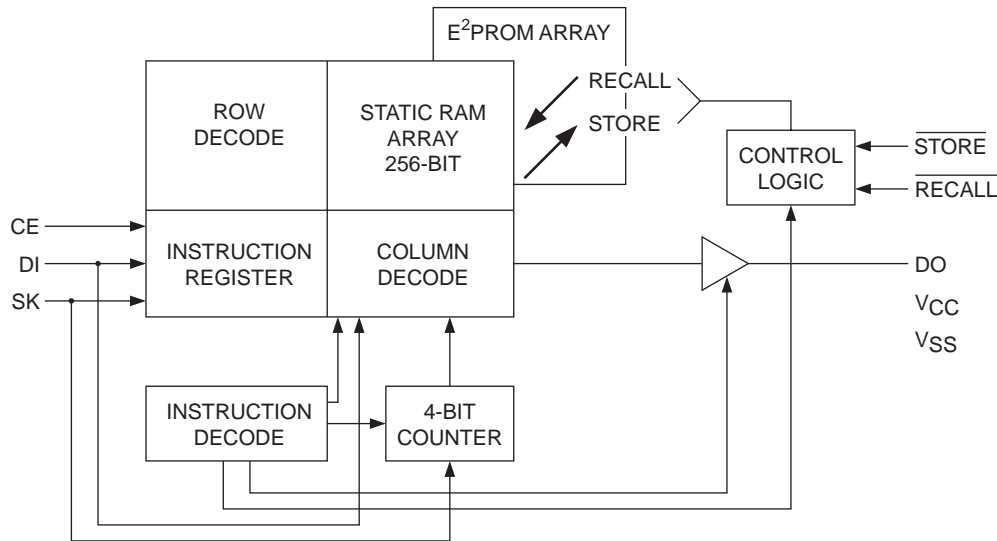 E²PROM ARRAY
ROW
DECODE
STATIC RAM
ARRAY
256-BIT
RECALL
STORE
CONTROL
LOGIC
STORE
RECALL
CE
DI
SK
INSTRUCTION
REGISTER
COLUMN
DECODE
DO
VCC
VSS
INSTRUCTION
DECODE
4-BIT
COUNTER